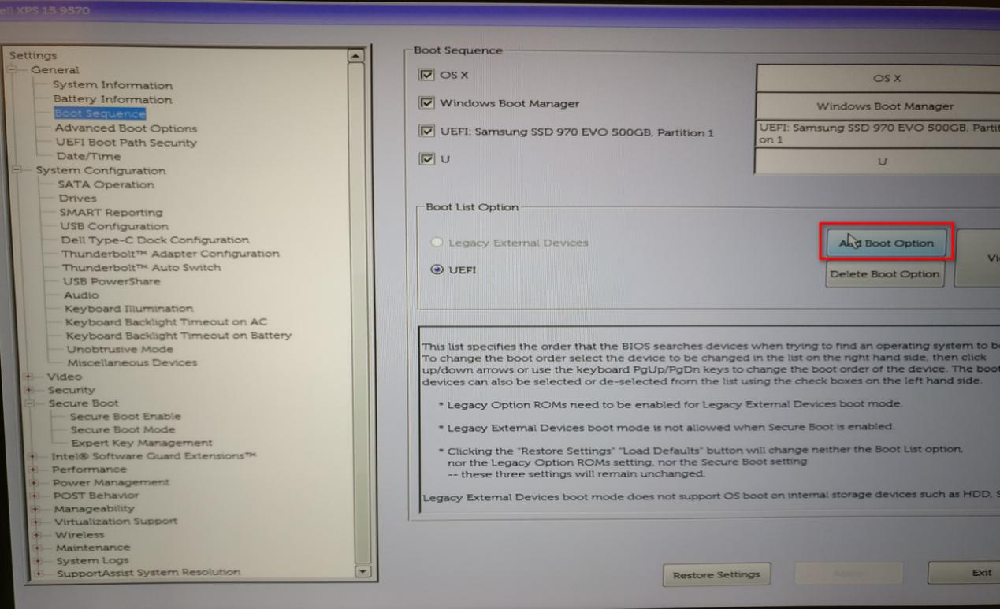 ell XPS 15 9570
Settings
General
System Information
Battery Information
Boot Sequence
Advanced Boot Options
UEFI Boot Path Security
Date/Time
System Configuration
SATA Operation
Drives
SMART Reporting
USB Configuration
Dell Type-C Dock Configuration
Thunderbolt™ Adapter Configuration
Thunderbolt™ Auto Switch
USB PowerShare
Audio
Keyboard Illumination
Keyboard Backlight Timeout on AC
Keyboard Backlight Timeout on Battery
Unobtrusive Mode
Miscellaneous Devices
Video
Security
Secure Boot
Secure Boot Enable
Secure Boot Mode
Expert Key Management
Intel® Software Guard Extensions™
Performance
Power Management
POST Behavior
Manageability
Virtualization Support
Wireless
Maintenance
System Logs
SupportAssist System Resolution
Boot Sequence
OS X
Windows Boot Manager
UEFI: Samsung SSD 970 EVO 500GB, Partition 1
U
OS X
Windows Boot Manager
UEFI: Samsung SSD 970 EVO 500GB, Parti
on 1
U
Boot List Option
Legacy External Devices
UEFI
Add Boot Option
Delete Boot Option
Vi
This list specifies the order that the BIOS searches devices when trying to find an operating system to b
To change the boot order select the device to be changed in the list on the right hand side, then click
up/down arrows or use the keyboard PgUp/PgDn keys to change the boot order of the device. The boot
devices can also be selected or de-selected from the list using the check boxes on the left hand side.
* Legacy Option ROMs need to be enabled for Legacy External Devices boot mode.
* Legacy External Devices boot mode is not allowed when Secure Boot is enabled.
* Clicking the "Restore Settings" "Load Defaults" button will change neither the Boot List option,
nor the Legacy Option ROMs setting, nor the Secure Boot setting
-- these three settings will remain unchanged.
Legacy External Devices boot mode does not support OS boot on internal storage devices such as HDD, S
Restore Settings
Apply
Exit